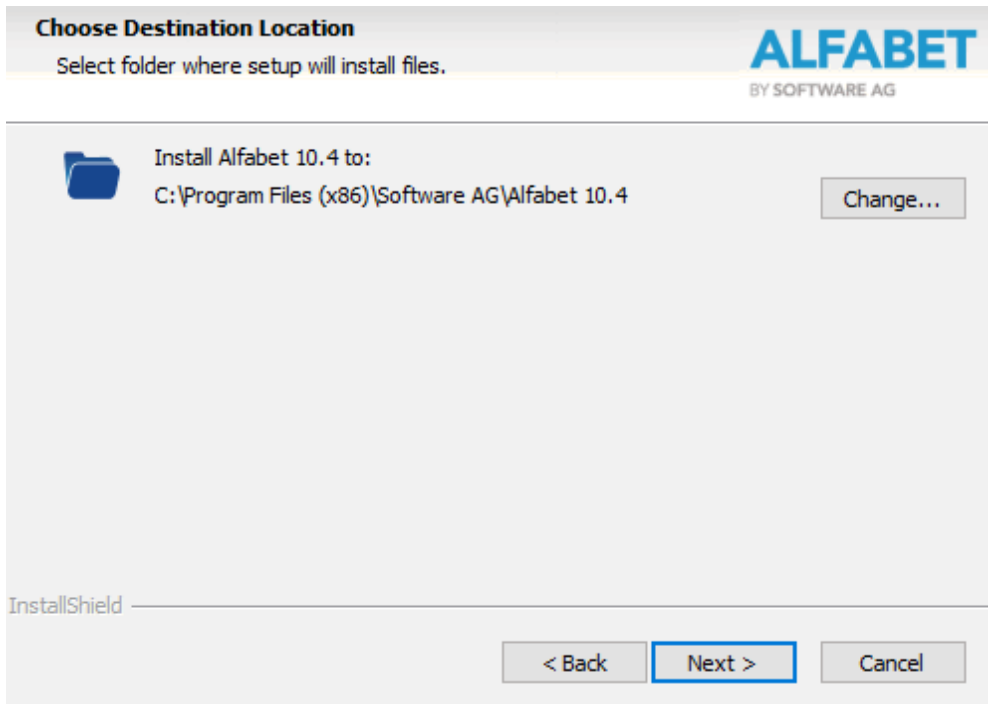 Choose Destination Location
Select folder where setup will install files.
ALFABET
BY SOFTWARE AG
Install Alfabet 10.4 to:
C:\Program Files (x86)\Software AG\Alfabet 10.4
Change...
InstallShield
< Back
Next >
Cancel